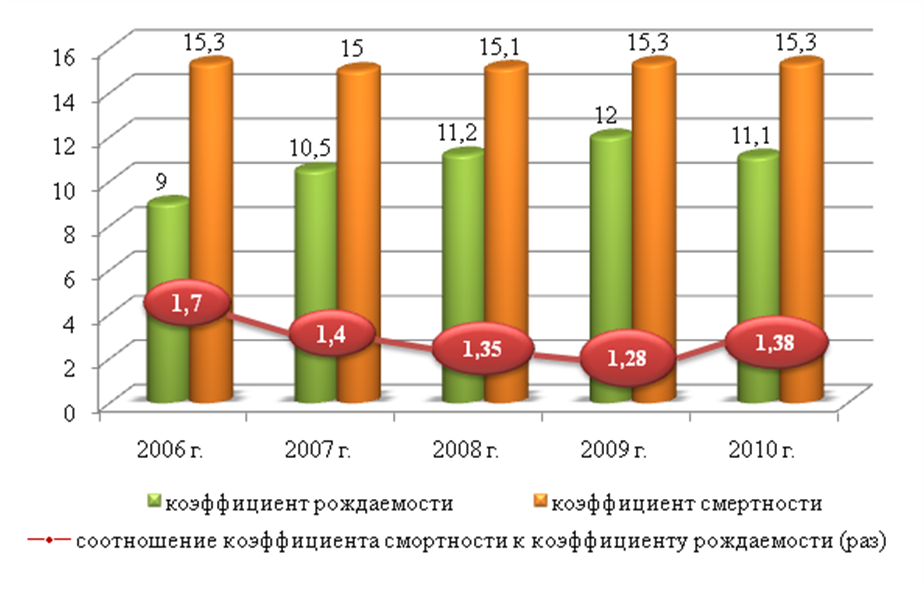 15,3 15 15,1 15,3 15,3
16
14
12
10
8
6
4
2
0
9 10,5 11,2 12 11,1
1,7 1,4 1,35 1,28 1,38
2006 г. 2007 г. 2008 г. 2009 г. 2010 г.
коэффициент рождаемости коэффициент смертности
соотношение коэффициента смортности к коэффициенту рождаемости (раз)